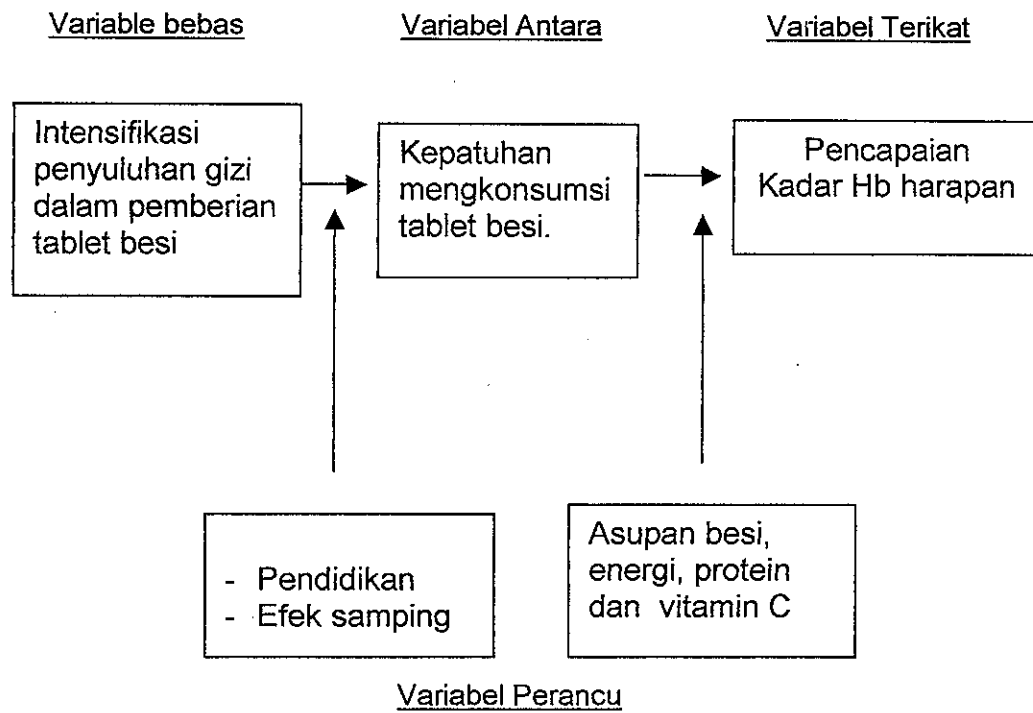 Variable bebas
Variabel Antara
Variabel Terikat
Intensifikasi
penyuluhan gizi
dalam pemberian
tablet besi
Kepatuhan
mengkonsumsi
tablet besi.
Pencapaian
Kadar Hb harapan
- Pendidikan
- Efek samping
Asupan besi,
energi, protein
dan vitamin C
Variabel Perancu